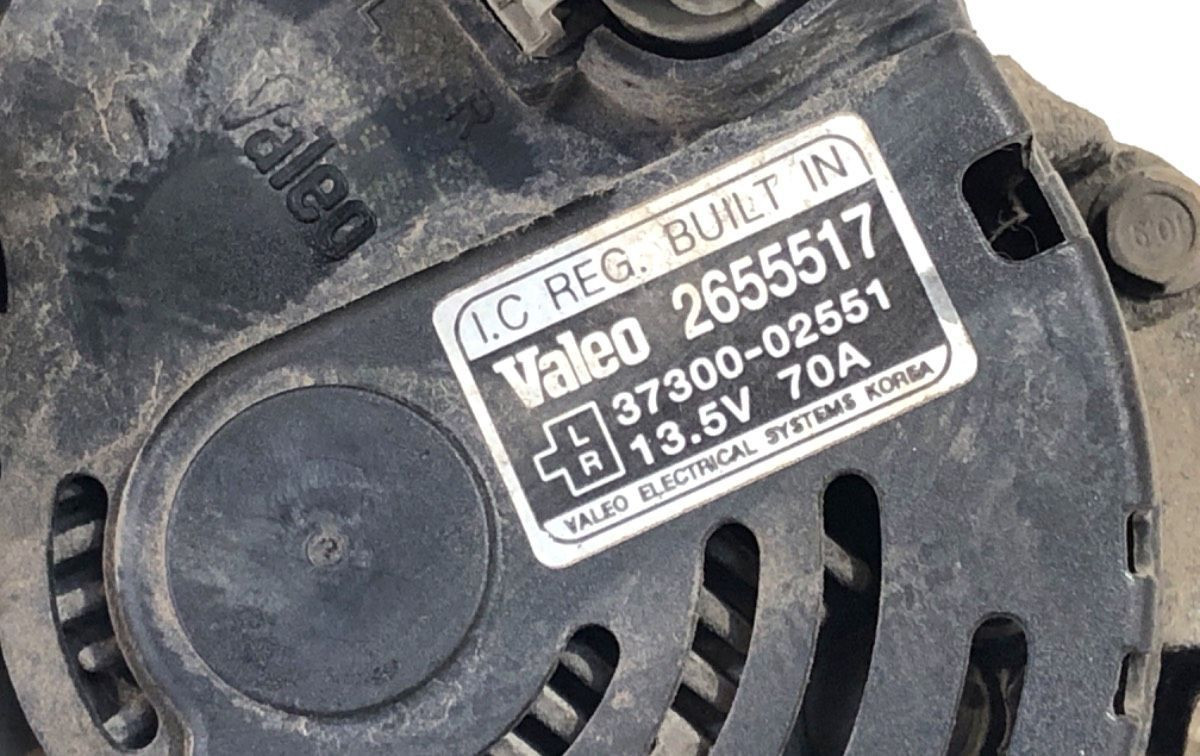 L
R
Valeo
I.C REG. BUILT IN
Valeo 2655517
37300-02551
L
R
13.5V 70A
VALEO ELECTRICAL SYSTEMS KOREA